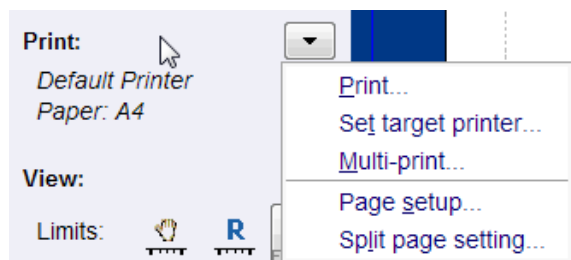 Print:
Default Printer
Paper: A4
Print...
Set target printer...
Multi-print...
Page setup...
Split page setting...
View:
Limits:
R